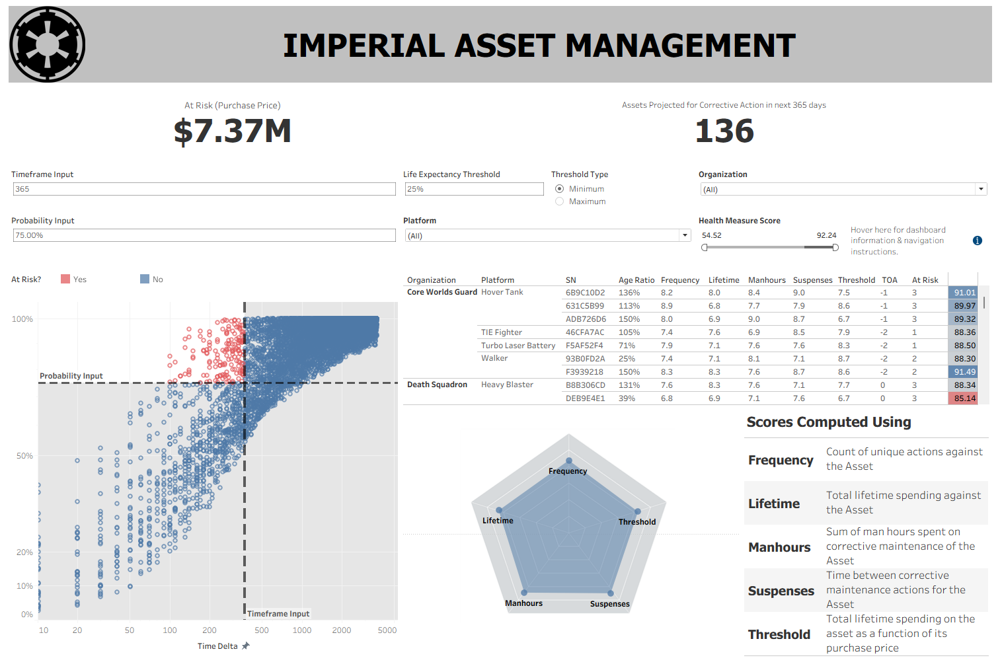 IMPERIAL ASSET MANAGEMENT
At Risk (Purchase Price)
$7.37M
Assets Projected for Corrective Action in next 365 days
136
Timeframe Input
365
Life Expectancy Threshold
25%
Threshold Type
Minimum
Maximum
Organization
(All)
Probability Input
75.00%
Platform
(All)
Health Measure Score
54.52 92.24
Hover here for dashboard
information & navigation
instructions.
At Risk? Yes No
100%
Probability Input
50%
20%
10%
0%
Timeframe Input
10 20 50 100 200 500 1000 2000 5000
Time Delta
Organization Platform SN Age Ratio Frequency Lifetime Manhours Suspenses Threshold TOA At Risk
Core Worlds Guard Hover Tank 6B9C10D2 136% 8.2 8.0 8.4 9.0 7.5 -1 3 91.01
631C5B99 113% 8.9 6.8 7.7 7.9 8.6 -1 3 89.97
ADB726D6 150% 8.0 6.9 9.0 8.7 6.7 -1 3 89.32
TIE Fighter 46CFA7AC 105% 7.4 7.6 6.9 8.5 7.9 -2 1 88.36
Turbo Laser Battery F5AF52F4 71% 7.9 7.1 7.6 7.6 8.3 -2 1 88.50
Walker 93B0FD2A 25% 7.4 7.1 8.1 7.1 8.7 -2 2 88.30
F3939218 150% 8.3 8.3 7.6 8.7 8.6 -2 2 91.49
Death Squadron Heavy Blaster B8B306CD 131% 7.6 8.3 7.6 7.1 7.7 0 3 88.34
DEB9E4E1 39% 6.8 6.9 7.1 7.6 6.7 0 3 85.14
Frequency
Lifetime
Threshold
Manhours
Suspenses
Scores Computed Using
Frequency Count of unique actions against
the Asset
Lifetime Total lifetime spending against
the Asset
Manhours Sum of man hours spent on
corrective maintenance of the
Asset
Suspenses Time between corrective
maintenance actions for the
Asset
Threshold Total lifetime spending on the
asset as a function of its
purchase price